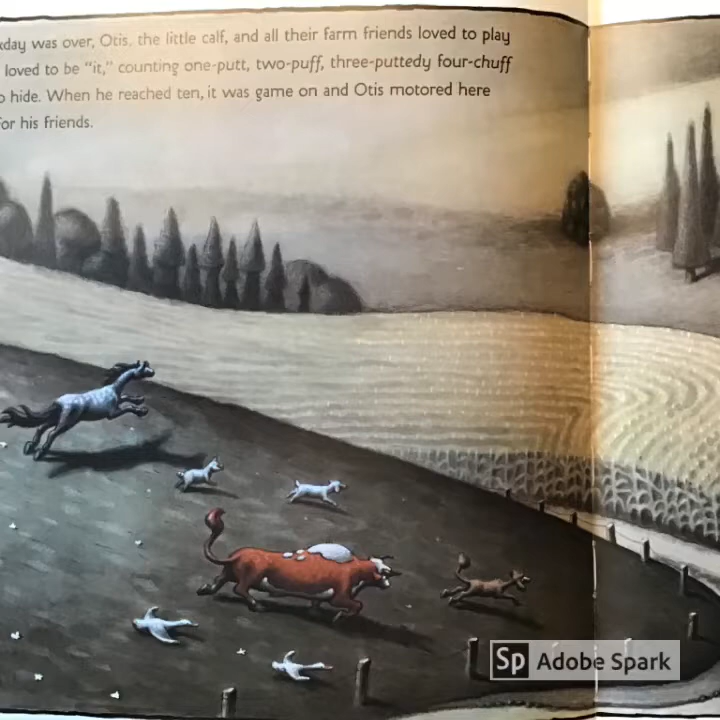 day was over, Otis, the little calf, and all their farm friends loved to play
loved to be "it," counting one-putt, two-puff, three-puttedy four-chuff
hide. When he reached ten, it was game on and Otis motored here
for his friends.
Sp Adobe Spark